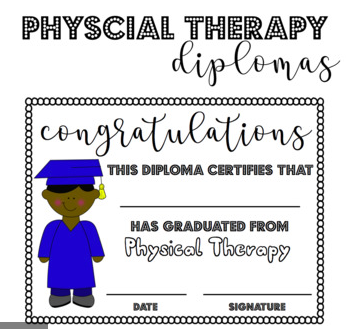 PHYSCIAL THERAPY
diplomas
congratulations
THIS DIPLOMA CERTIFIES THAT
HAS GRADUATED FROM
Physical Therapy
DATE SIGNATURE